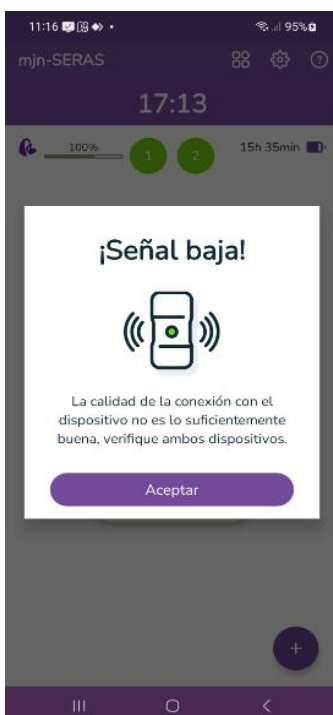 11:16 95%
mjn-SERAS
17:13
100% 1 2 15h 35min
¡Señal baja!
La calidad de la conexión con el
dispositivo no es lo suficientemente
buena, verifique ambos dispositivos.
Aceptar